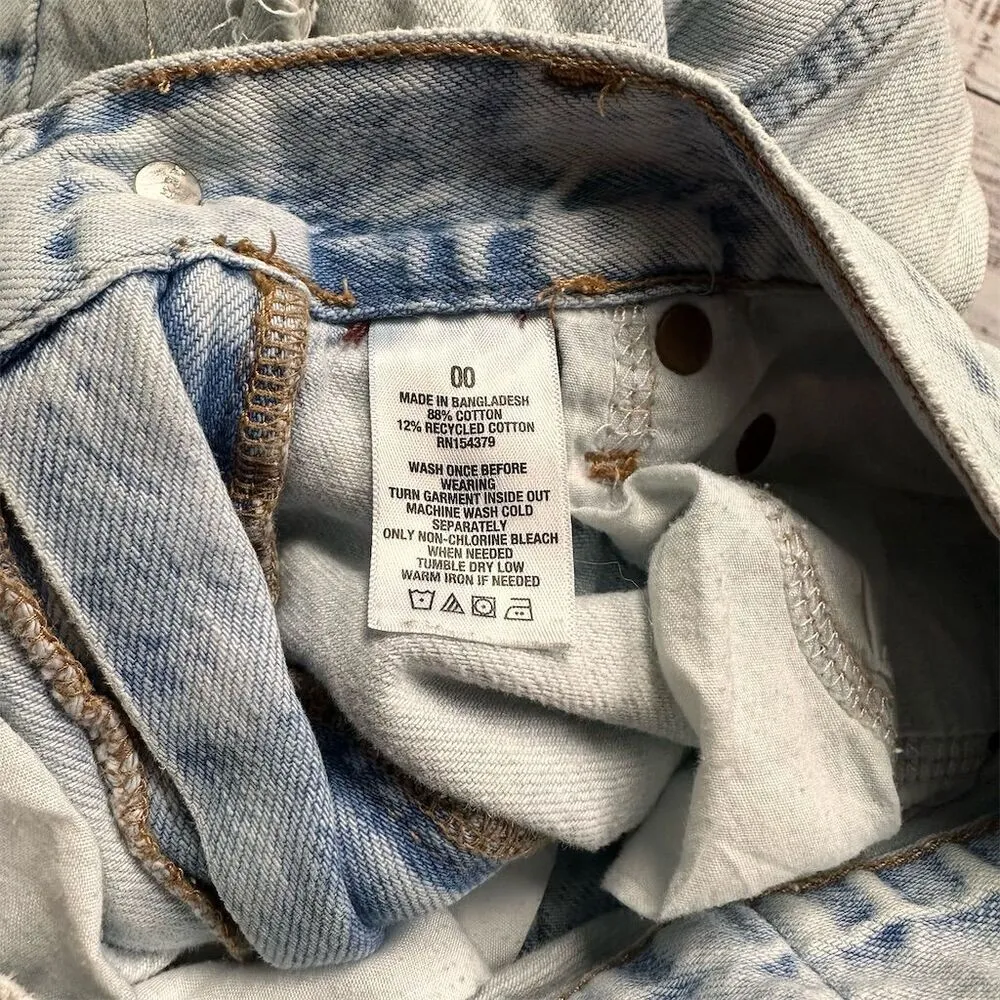 00
MADE IN BANGLADESH
88% COTTON
12% RECYCLED COTTON
RN154379
WASH ONCE BEFORE
WEARING
TURN GARMENT INSIDE OUT
MACHINE WASH COLD
SEPARATELY
ONLY NON-CHLORINE BLEACH
WHEN NEEDED
TUMBLE DRY LOW
WARM IRON IF NEEDED